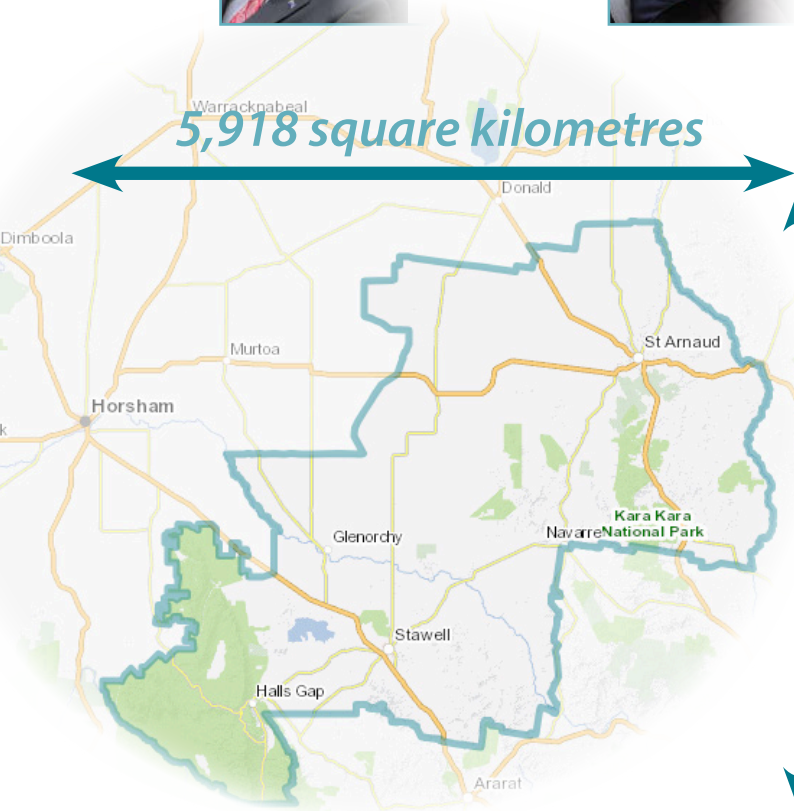 Warracknabeal
5,918 square kilometres
Donald
Dimboola
St Arnaud
Murtoa
Horsham
k
Kara Kara
Navarre National Park
Glenorchy
Stawell
Halls Gap
Ararat